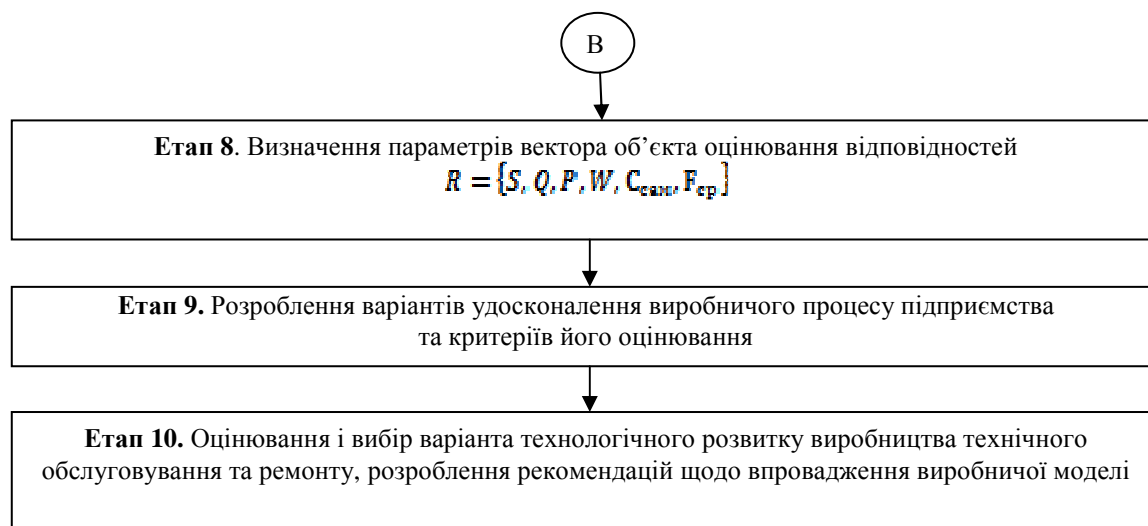 В
Етап 8. Визначення параметрів вектора об’єкта оцінювання відповідностей
R = {S, Q, P, W, Cсам, Fср}
Етап 9. Розроблення варіантів удосконалення виробничого процесу підприємства
та критеріїв його оцінювання
Етап 10. Оцінювання і вибір варіанта технологічного розвитку виробництва технічного
обслуговування та ремонту, розроблення рекомендацій щодо впровадження виробничої моделі